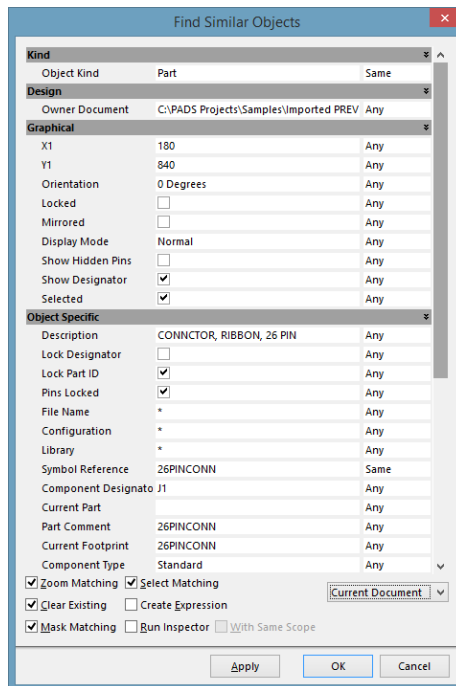 Find Similar Objects
Kind
Object Kind Part Same
Design
Owner Document C:\PADS Projects\Samples\Imported PREV Any
Graphical
X1 180 Any
Y1 840 Any
Orientation 0 Degrees Any
Locked Any
Mirrored Any
Display Mode Normal Any
Show Hidden Pins Any
Show Designator Any
Selected Any
Object Specific
Description CONNCTOR, RIBBON, 26 PIN Any
Lock Designator Any
Lock Part ID Any
Pins Locked Any
File Name * Any
Configuration * Any
Library * Any
Symbol Reference 26PINCONN Same
Component Designato J1 Any
Current Part Any
Part Comment 26PINCONN Any
Current Footprint 26PINCONN Any
Component Type Standard Any
Zoom Matching Select Matching
Current Document
Clear Existing Create Expression
Mask Matching Run Inspector With Same Scope
Apply OK Cancel